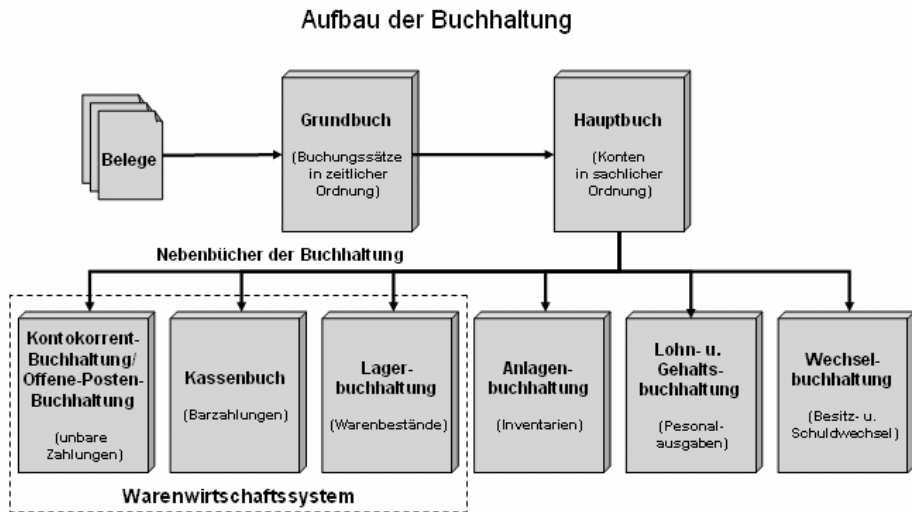 Aufbau der Buchhaltung
Belege
Grundbuch
(Buchungssätze
in zeitlicher
Ordnung)
Hauptbuch
(Konten
in sachlicher
Ordnung)
Nebenbücher der Buchhaltung
Kontokorrent-
Buchhaltung/
Offene-Posten-
Buchhaltung
(unbare
Zahlungen)
Kassenbuch
(Barzahlungen)
Lager-
buchhaltung
(Warenbestände)
Anlagen-
buchhaltung
(Inventarien)
Lohn- u.
Gehalts-
buchhaltung
(Pesonal-
ausgaben)
Wechsel-
buchhaltung
(Besitz- u.
Schuldwechsel)
Warenwirtschaftssystem